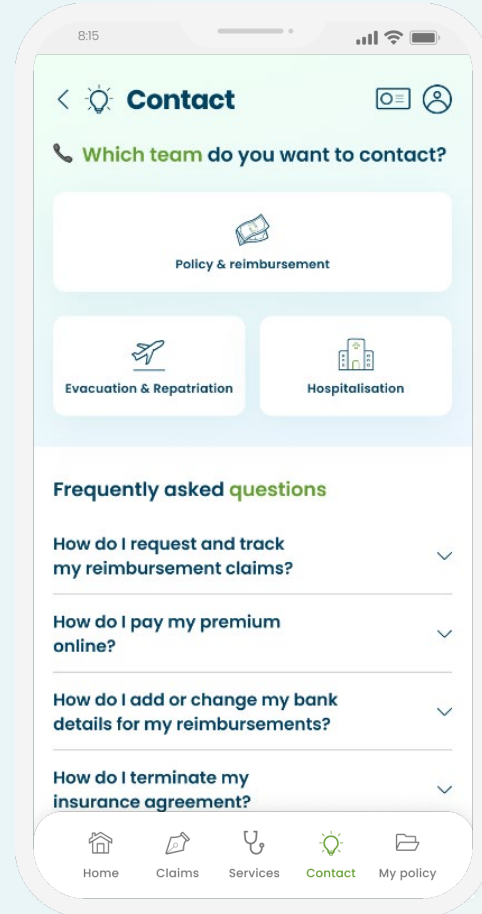 8:15
Contact
Which team do you want to contact?
Policy & reimbursement
Evacuation & Repatriation
Hospitalisation
Frequently asked questions
How do I request and track
my reimbursement claims?
How do I pay my premium
online?
How do I add or change my bank
details for my reimbursements?
How do I terminate my
insurance agreement?
Home
Claims
Services
Contact
My policy